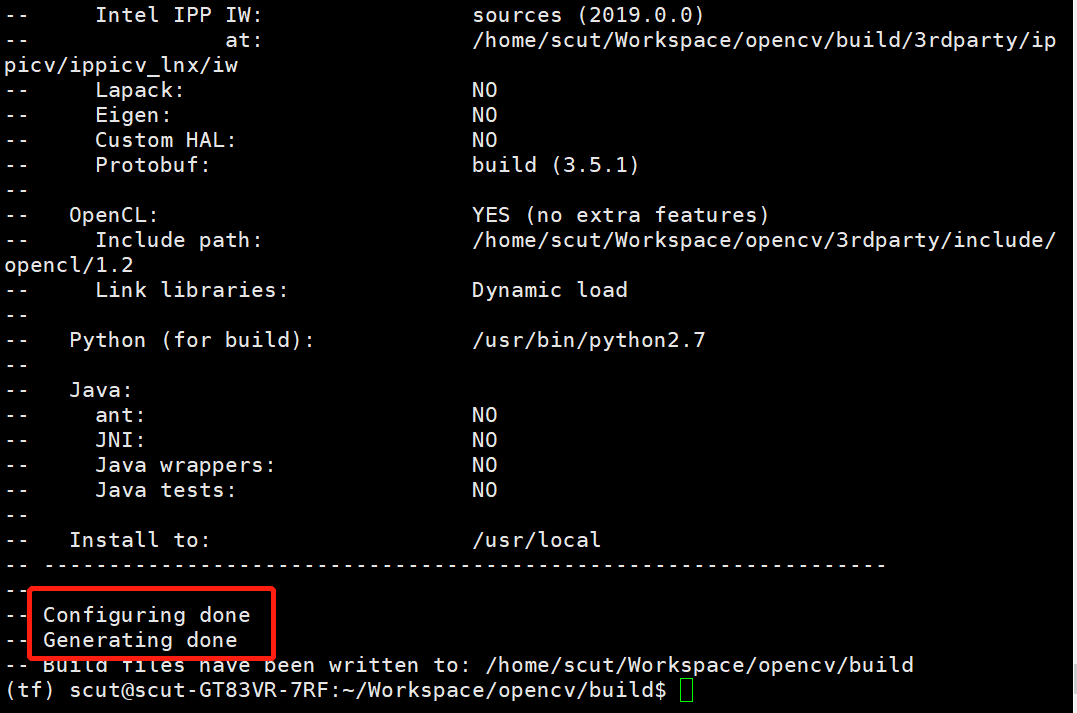 --     Intel IPP IW:                sources (2019.0.0)
--               at:                /home/scut/Workspace/opencv/build/3rdparty/ip
picv/ippicv_lnx/iw
--     Lapack:                      NO
--     Eigen:                       NO
--     Custom HAL:                  NO
--     Protobuf:                    build (3.5.1)
--
--   OpenCL:                        YES (no extra features)
--     Include path:                /home/scut/Workspace/opencv/3rdparty/include/
opencl/1.2
--     Link libraries:              Dynamic load
--
--   Python (for build):            /usr/bin/python2.7
--
--   Java:
--     ant:                         NO
--     JNI:                         NO
--     Java wrappers:               NO
--     Java tests:                  NO
--
--   Install to:                    /usr/local
-- -----------------------------------------------------------------
--
-- Configuring done
-- Generating done
-- Build files have been written to: /home/scut/Workspace/opencv/build
(tf) scut@scut-GT83VR-7RF:~/Workspace/opencv/build$